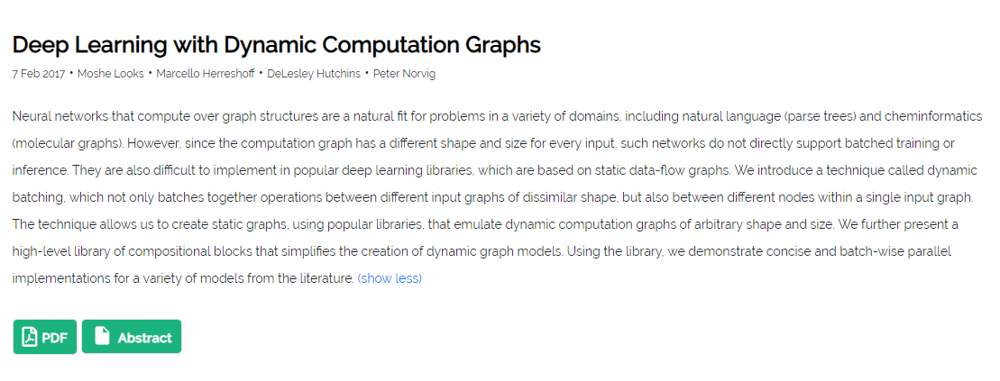 Deep Learning with Dynamic Computation Graphs
7 Feb 2017 • Moshe Looks • Marcello Herreshoff • DeLesley Hutchins • Peter Norvig
Neural networks that compute over graph structures are a natural fit for problems in a variety of domains, including natural language (parse trees) and cheminformatics
(molecular graphs). However, since the computation graph has a different shape and size for every input, such networks do not directly support batched training or
inference. They are also difficult to implement in popular deep learning libraries, which are based on static data-flow graphs. We introduce a technique called dynamic
batching, which not only batches together operations between different input graphs of dissimilar shape, but also between different nodes within a single input graph.
The technique allows us to create static graphs, using popular libraries, that emulate dynamic computation graphs of arbitrary shape and size. We further present a
high-level library of compositional blocks that simplifies the creation of dynamic graph models. Using the library, we demonstrate concise and batch-wise parallel
implementations for a variety of models from the literature. (show less)
PDF Abstract